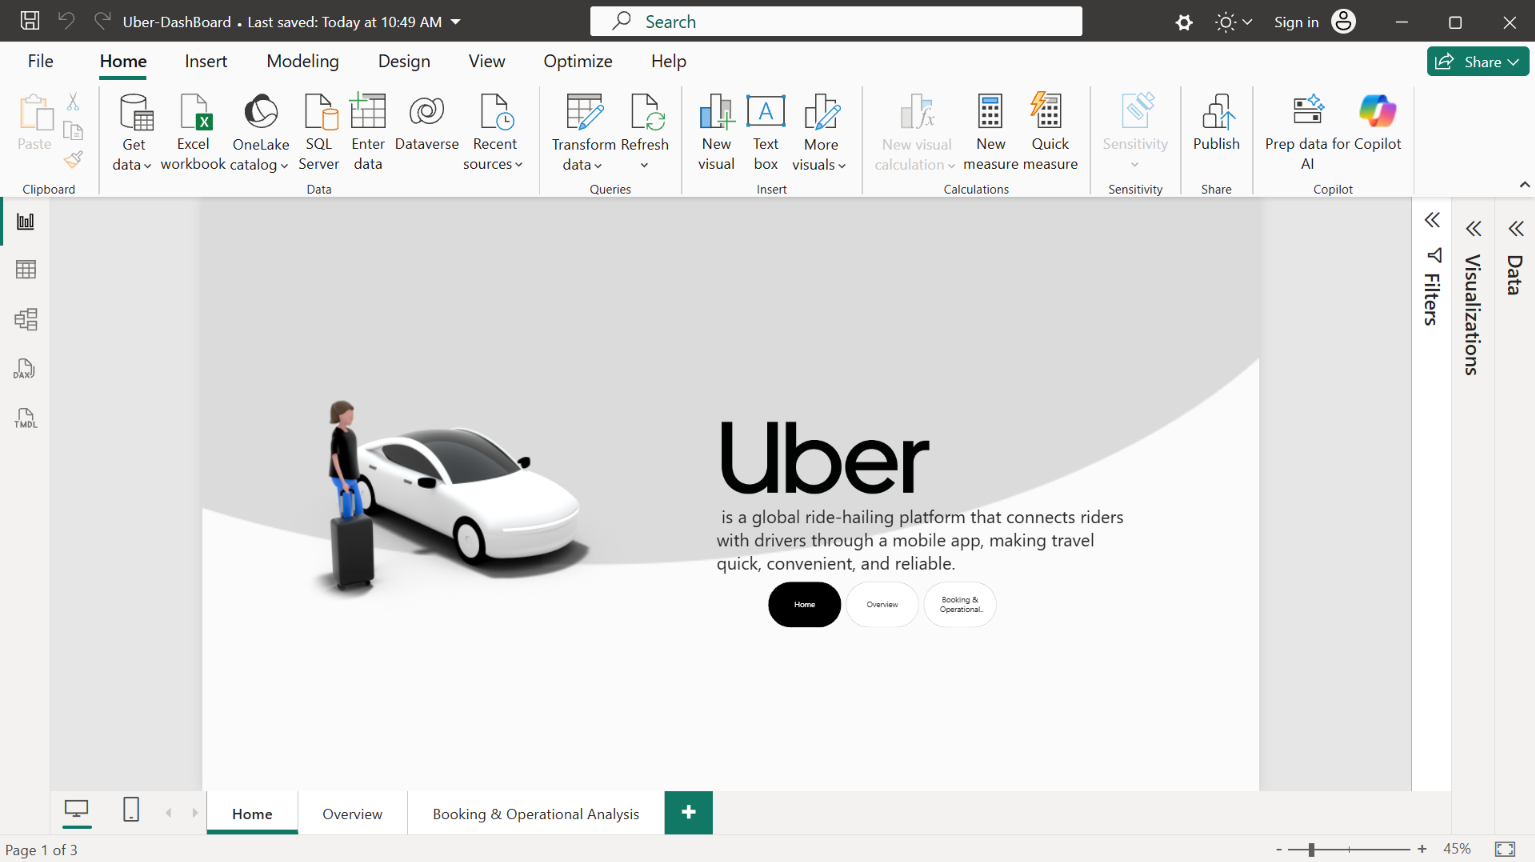 Uber-DashBoard • Last saved: Today at 10:49 AM
Search
Sign in
File Home Insert Modeling Design View Optimize Help
Share
Paste
Clipboard
Get data
Excel workbook
OneLake catalog
SQL Server
Enter data
Dataverse
Recent sources
Data
Transform data
Refresh
Queries
New visual
Text box
A
More visuals
Insert
New visual calculation
New measure
Quick measure
Calculations
Sensitivity
Sensitivity
Publish
Share
Prep data for AI
Copilot
Copilot
DAX
TMDL
Filters
Visualizations
Data
Uber
is a global ride-hailing platform that connects riders
with drivers through a mobile app, making travel
quick, convenient, and reliable.
Home
Overview
Booking &
Operational..
Home
Overview
Booking & Operational Analysis
+
Page 1 of 3
- + 45%